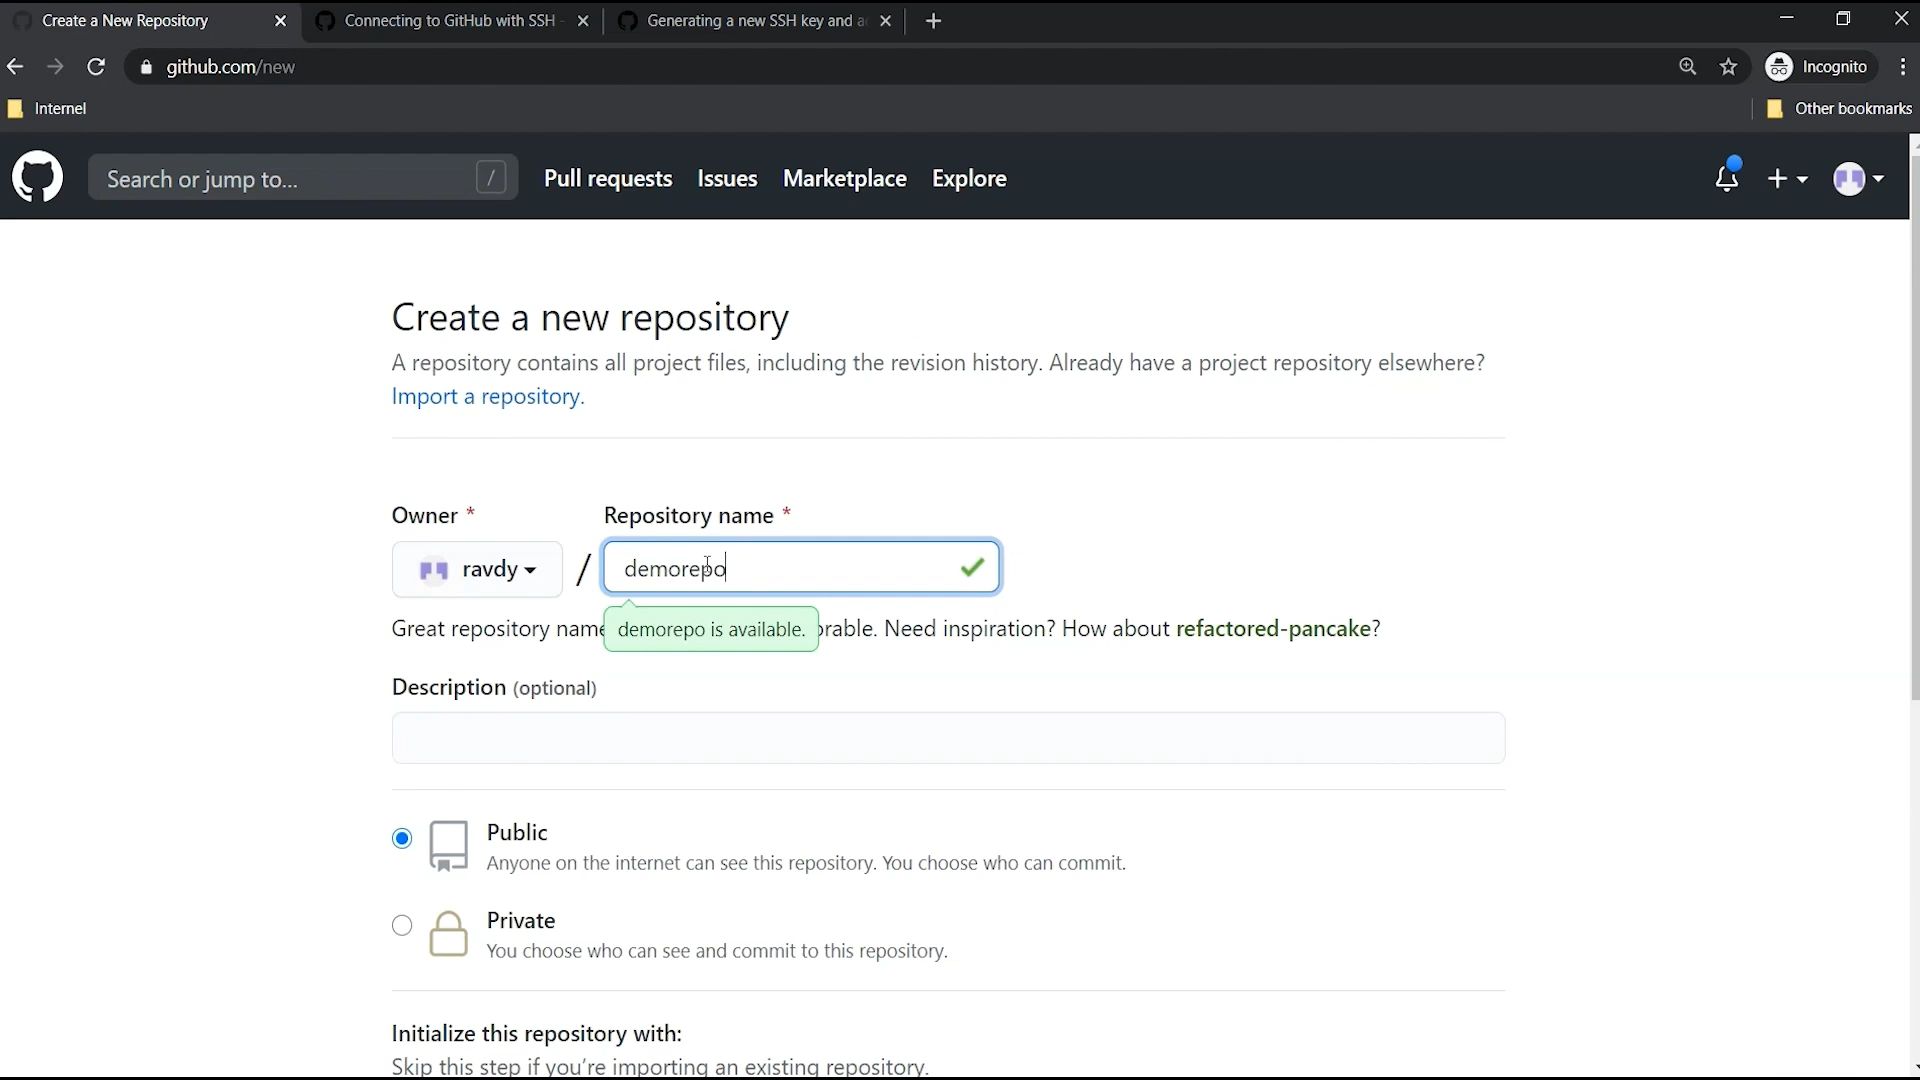 Create a New Repository
Connecting to GitHub with SSH -
Generating a new SSH key and a
github.com/new
Incognito
Internet
Other bookmarks
Search or jump to...
/
Pull requests
Issues
Marketplace
Explore
Create a new repository
A repository contains all project files, including the revision history. Already have a project repository elsewhere?
Import a repository.
Owner *
Repository name *
ravdy
/
demorepo
Great repository name
demorepo is available.
orable. Need inspiration? How about refactored-pancake?
Description (optional)
Public
Anyone on the internet can see this repository. You choose who can commit.
Private
You choose who can see and commit to this repository.
Initialize this repository with:
Skip this step if you're importing an existing repository.